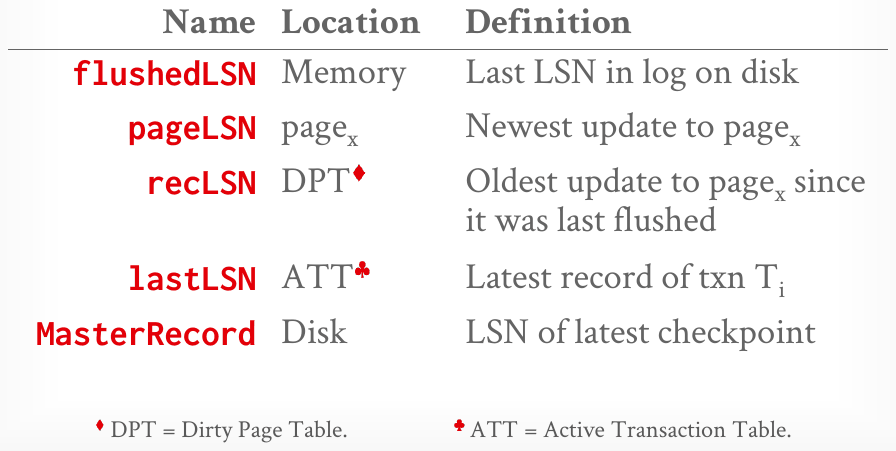 Name Location Definition
flushedLSN Memory Last LSN in log on disk
pageLSN pagex Newest update to pagex
recLSN DPT♦ Oldest update to pagex since
it was last flushed
lastLSN ATT♣ Latest record of txn Ti
MasterRecord Disk LSN of latest checkpoint
♦ DPT = Dirty Page Table. ♣ ATT = Active Transaction Table.